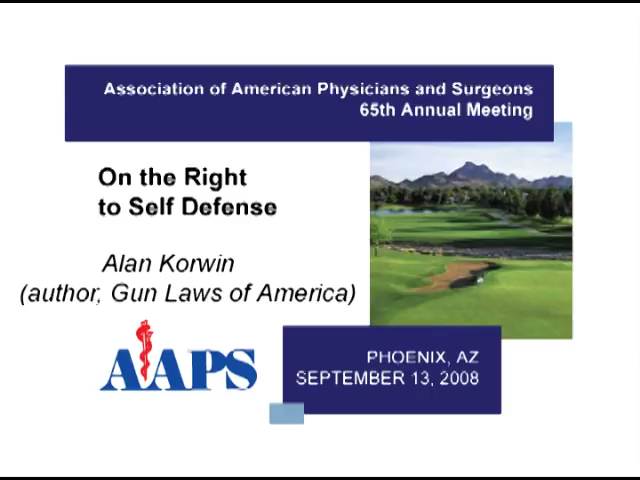 Association of American Physicians and Surgeons
65th Annual Meeting
On the Right
to Self Defense
Alan Korwin
(author, Gun Laws of America)
AAPS
PHOENIX, AZ
SEPTEMBER 13, 2008